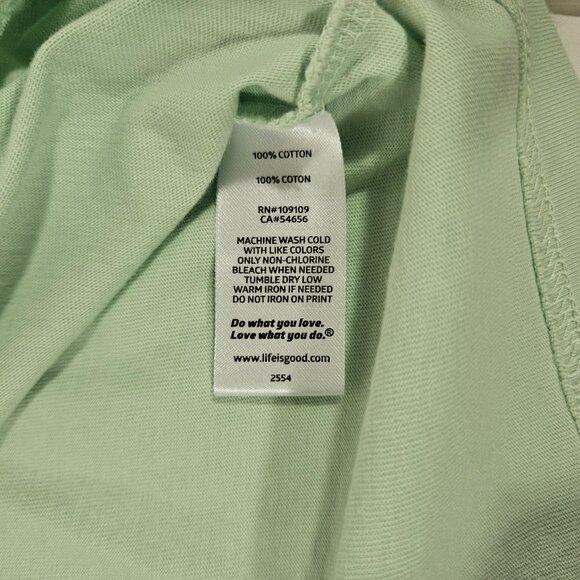 100% COTTON
100% COTON
RN#109109
CA#54656
MACHINE WASH COLD
WITH LIKE COLORS
ONLY NON-CHLORINE
BLEACH WHEN NEEDED
TUMBLE DRY LOW
WARM IRON IF NEEDED
DO NOT IRON ON PRINT
Do what you love.
Love what you do.®
www.lifeisgood.com
2554